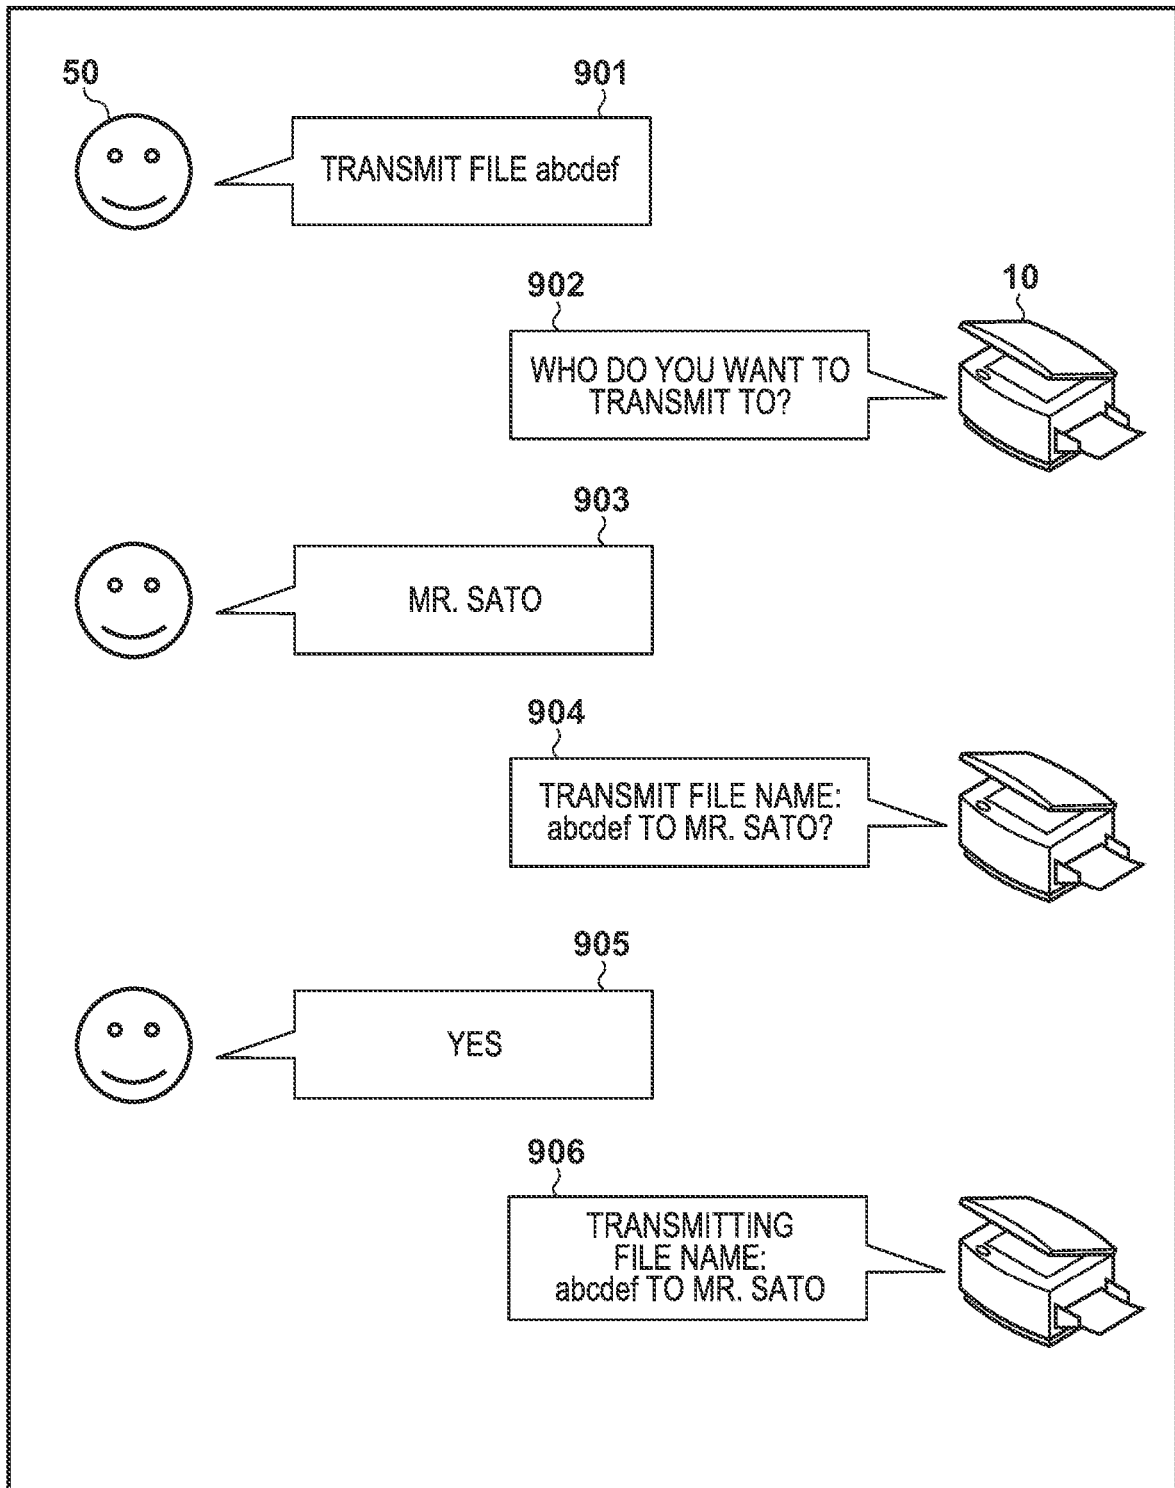 50
901
TRANSMIT FILE abcdef
902
10
WHO DO YOU WANT TO
TRANSMIT TO?
903
MR. SATO
904
TRANSMIT FILE NAME:
abcdef TO MR. SATO?
905
YES
906
TRANSMITTING
FILE NAME:
abcdef TO MR. SATO